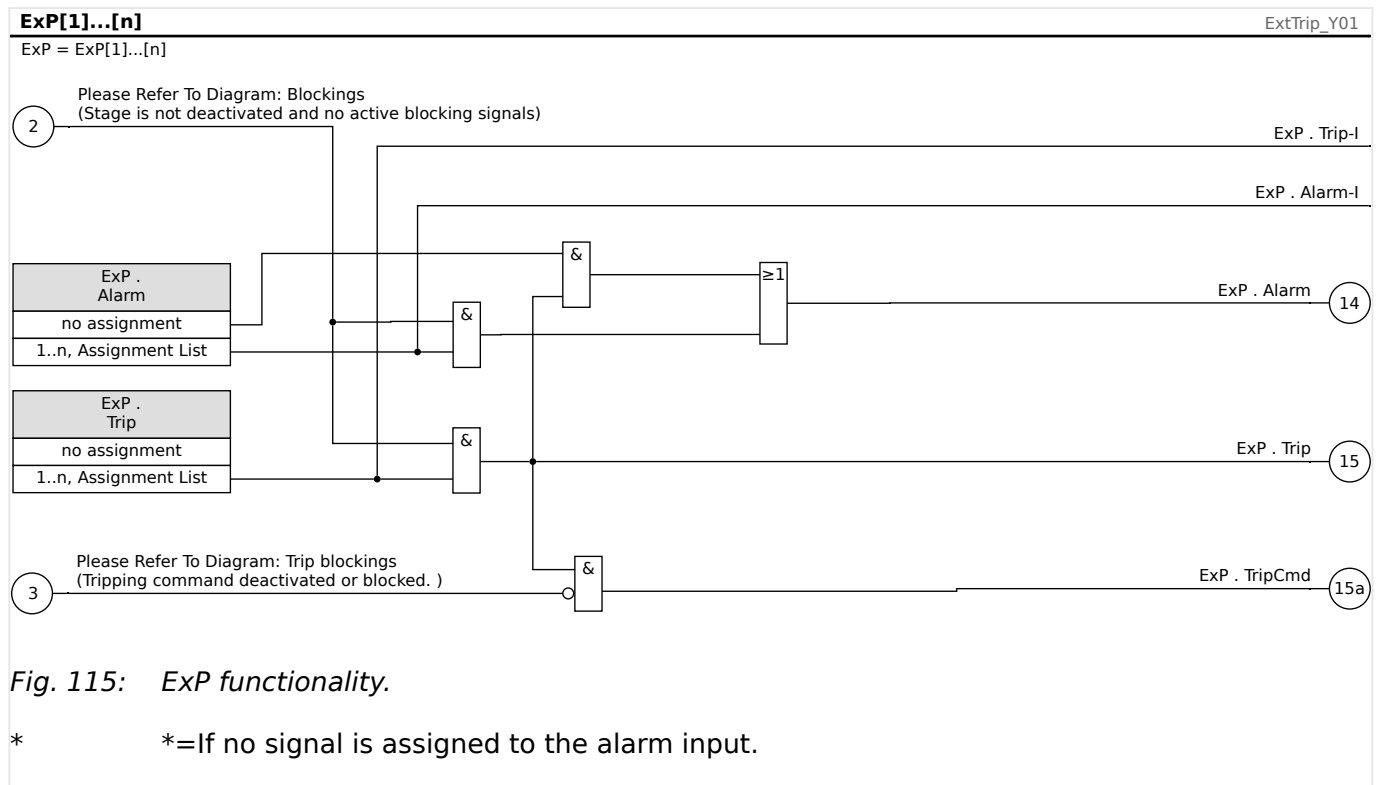 ExP[1]...[n]
ExtTrip_Y01
ExP = ExP[1]...[n]
Please Refer To Diagram: Blockings
(Stage is not deactivated and no active blocking signals)
2
ExP . Trip-I
ExP . Alarm-I
&
ExP .
Alarm
≥1
ExP . Alarm
14
no assignment
&
1..n, Assignment List
ExP .
Trip
&
no assignment
ExP . Trip
15
1..n, Assignment List
Please Refer To Diagram: Trip blockings
(Tripping command deactivated or blocked. )
3
&
ExP . TripCmd
15a
Fig. 115: ExP functionality.
* *=If no signal is assigned to the alarm input.